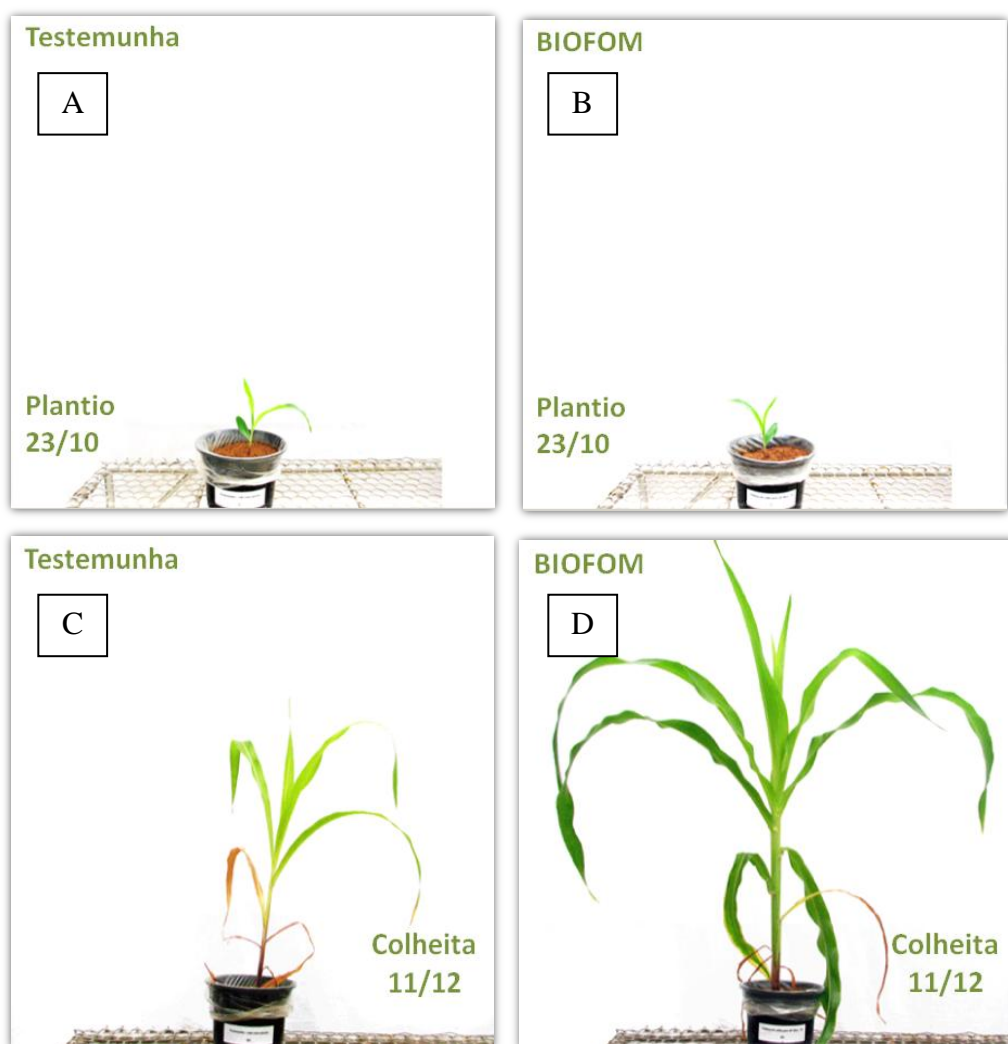 Testemunha
A
Plantio
23/10
BIOFOM
B
Plantio
23/10
Testemunha
C
Colheita
11/12
BIOFOM
D
Colheita
11/12